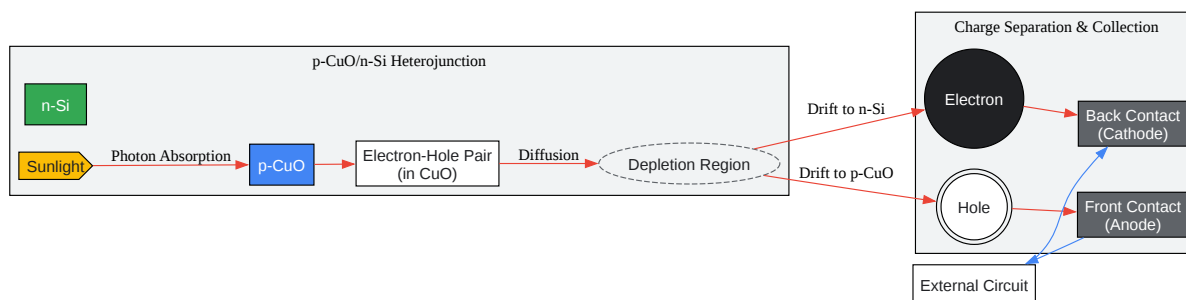 p-CuO/n-Si Heterojunction
n-Si
Sunlight
Photon Absorption
p-CuO
Electron-Hole Pair
(in CuO)
Diffusion
Depletion Region
Drift to n-Si
Drift to p-CuO
Charge Separation & Collection
Electron
Back Contact
(Cathode)
Hole
Front Contact
(Anode)
External Circuit